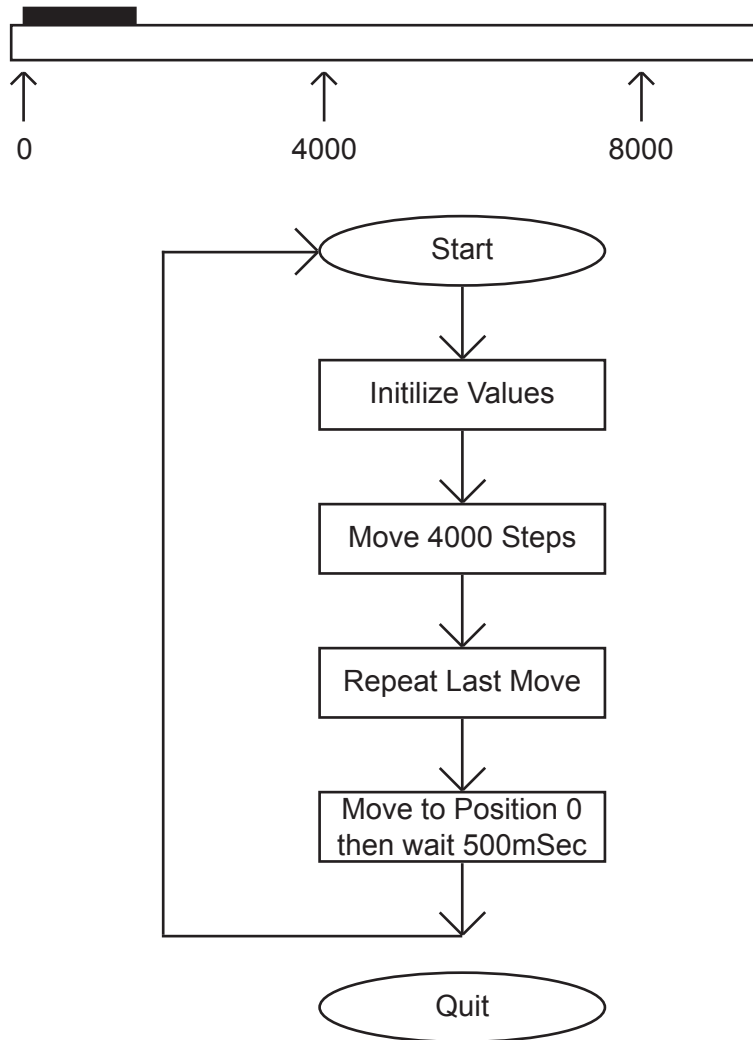 0
4000
8000
Start
Initilize Values
Move 4000 Steps
Repeat Last Move
Move to Position 0
then wait 500mSec
Quit